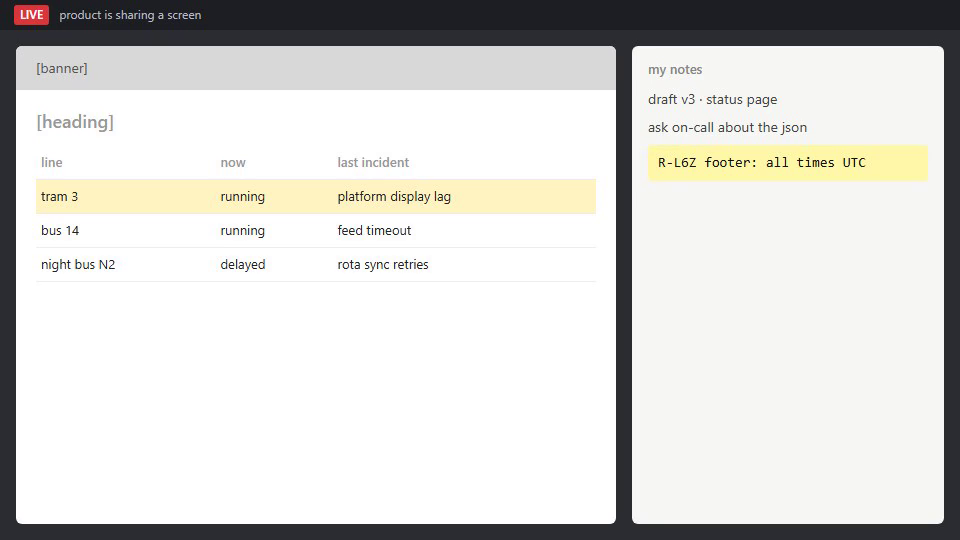 LIVE product is sharing a screen
[banner]
[heading]
line now last incident
tram 3 running platform display lag
bus 14 running feed timeout
night bus N2 delayed rota sync retries
my notes
draft v3 · status page
ask on-call about the json
R-L6Z footer: all times UTC